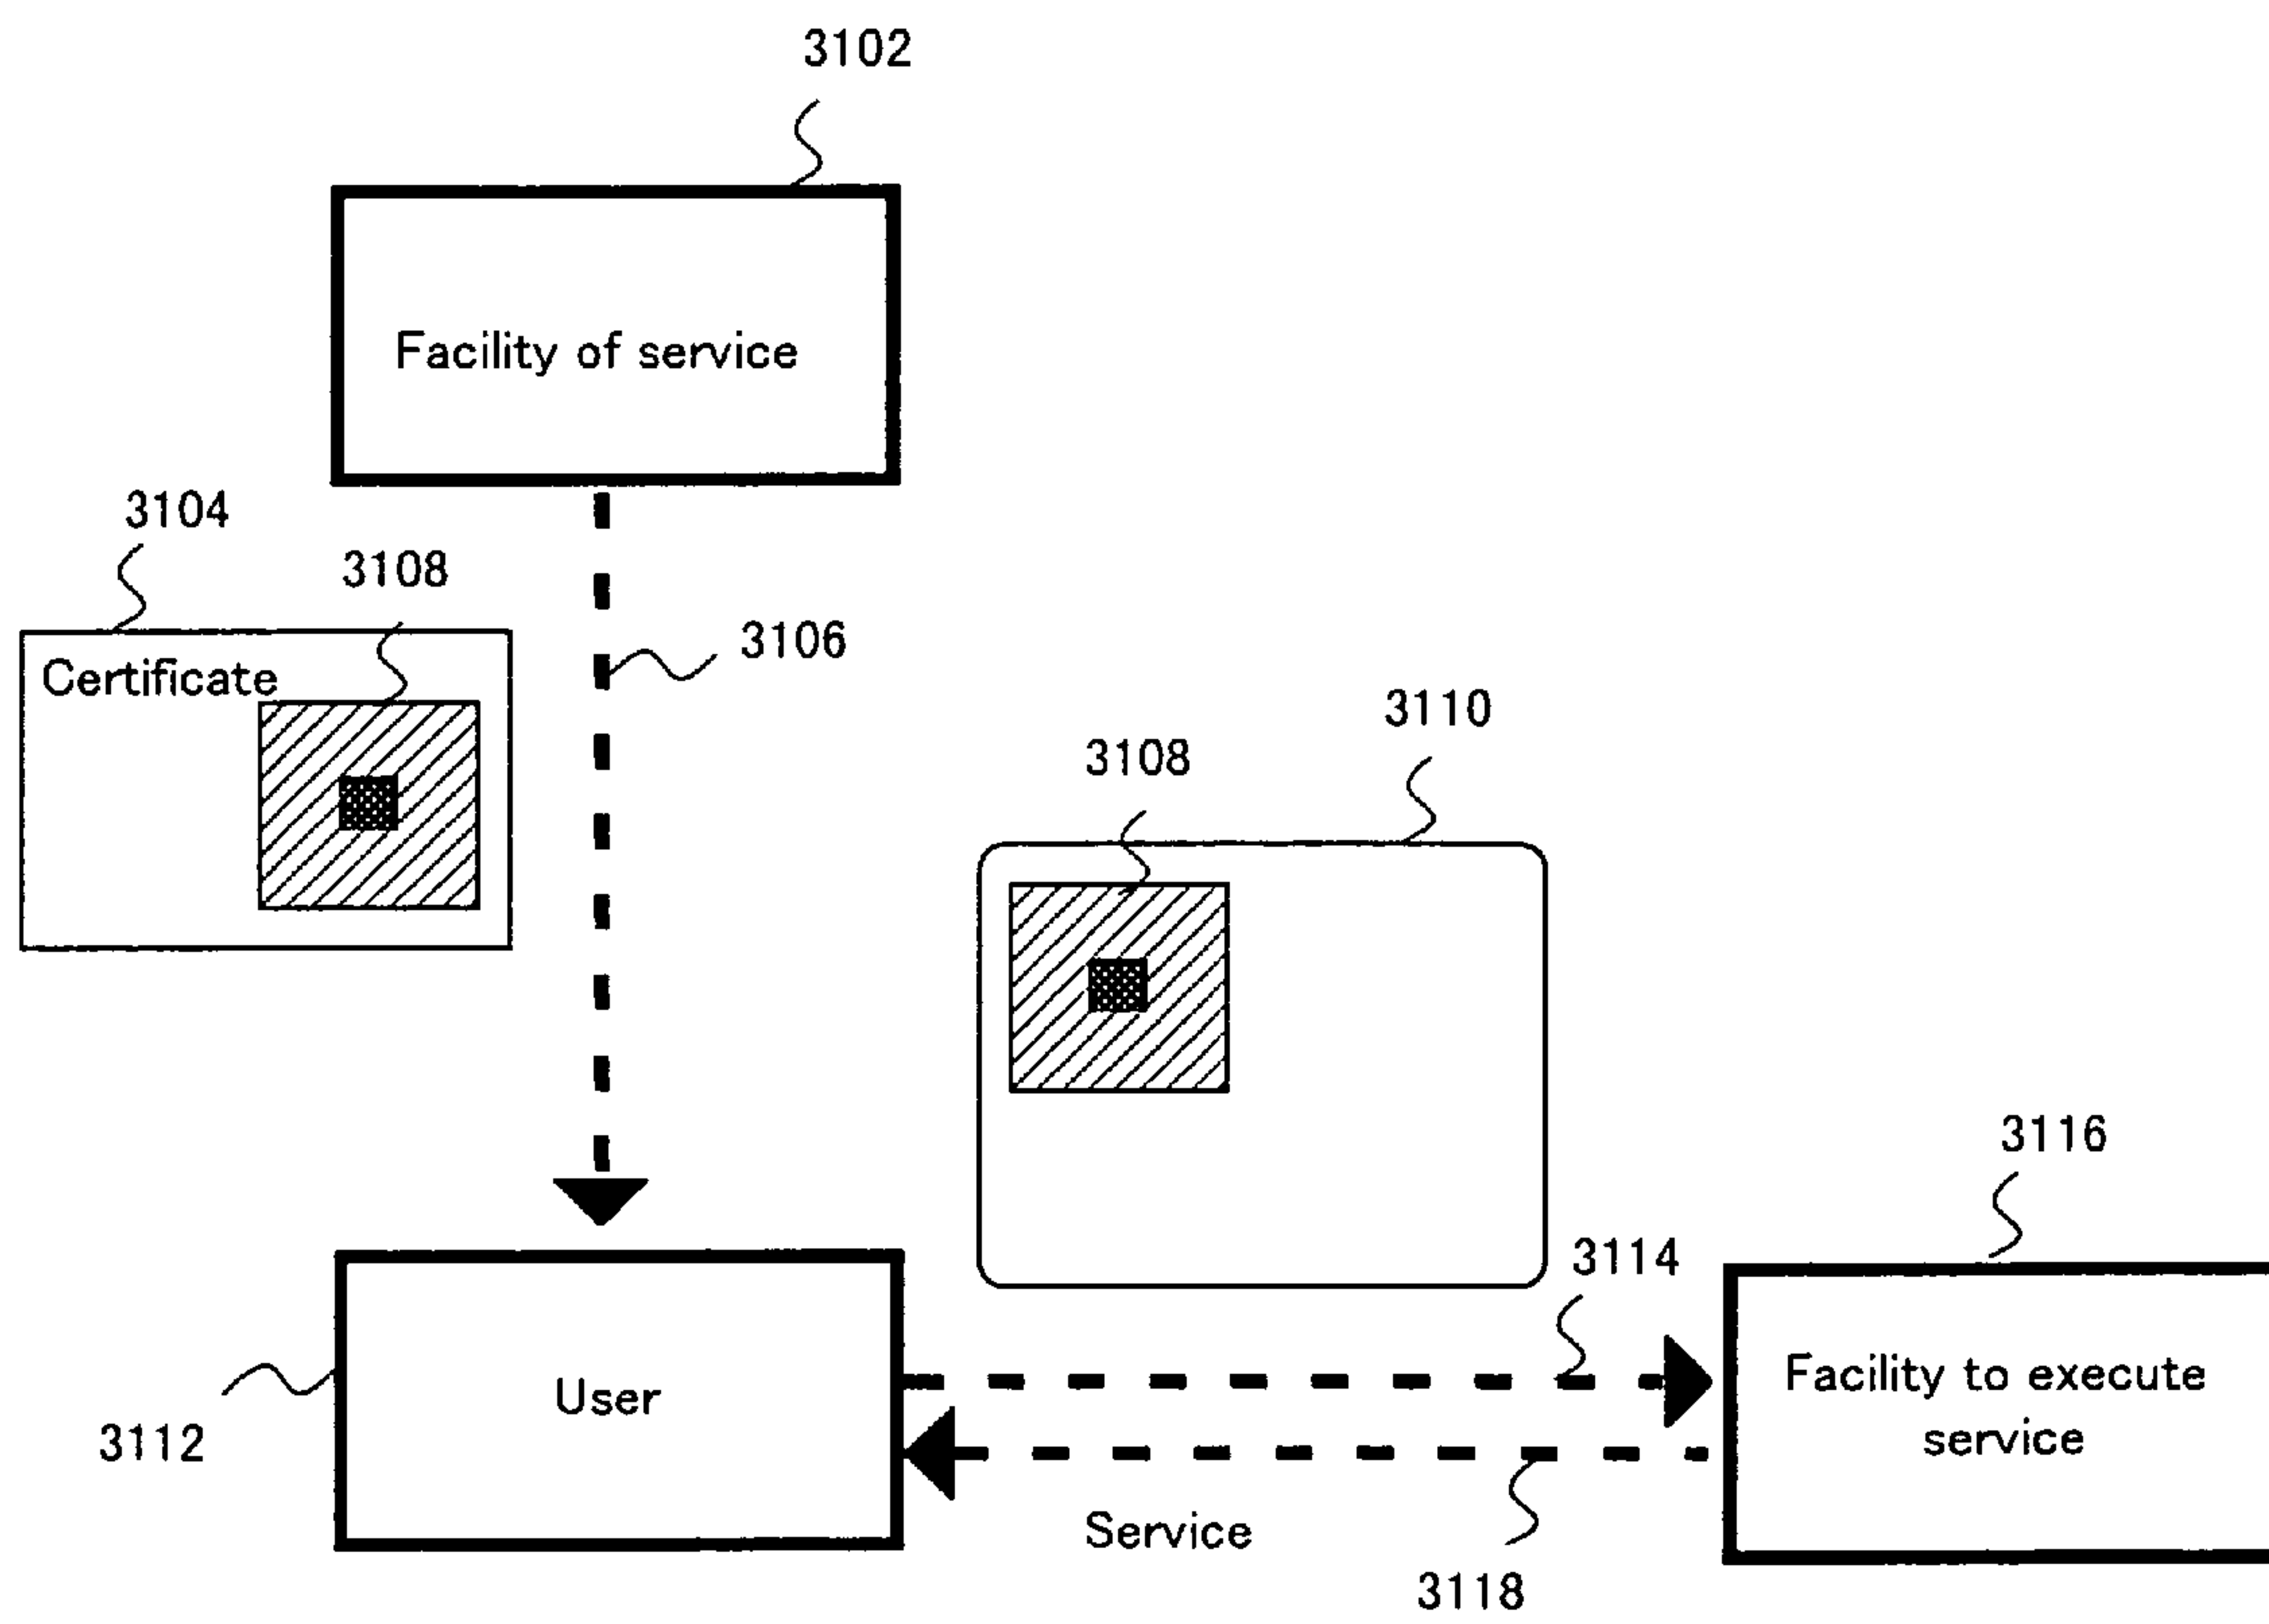 3102
Facility of service
3104
3108
3106
Certificate
3110
3108
3116
3114
Facility to execute
service
User
3112
Service
3118